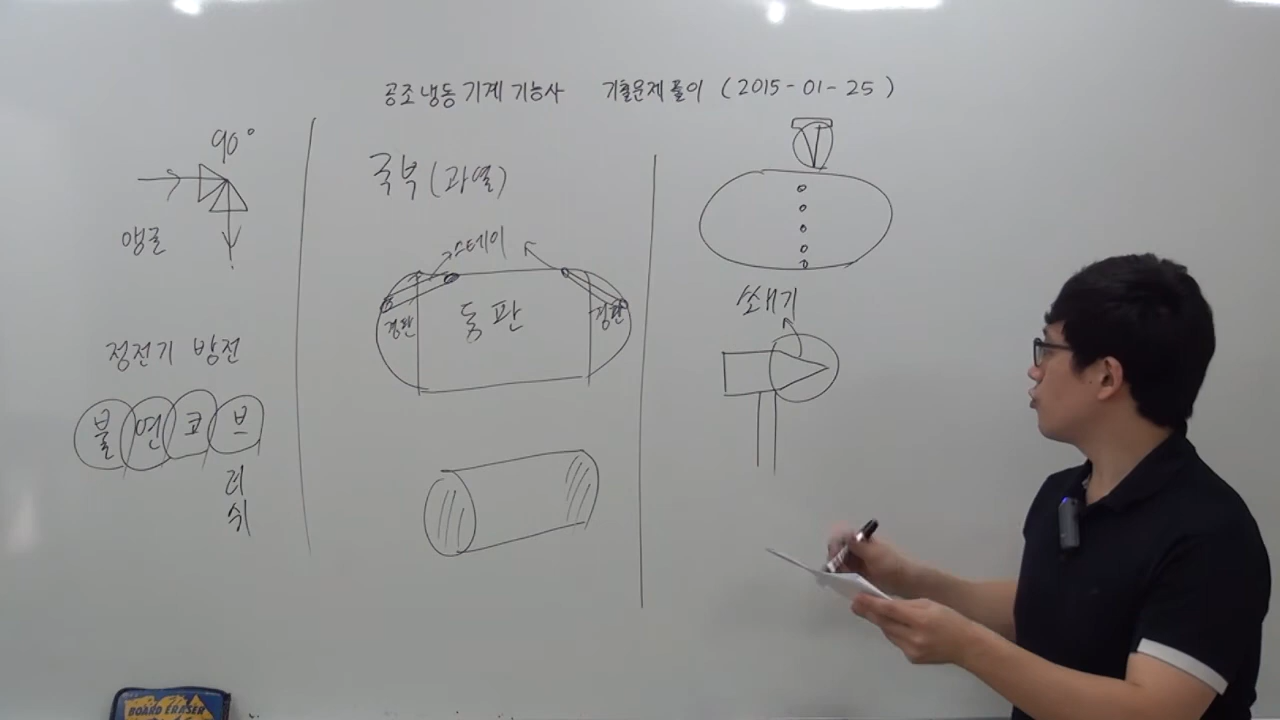 공조냉동기계기능사 기출문제풀이 (2015-01-25)
90°
앵글
정전기 방전
불 연 코 브
러
쉬
국부(과열)
스테이
경판 동판 경판
쐐기
BOARD ERASER